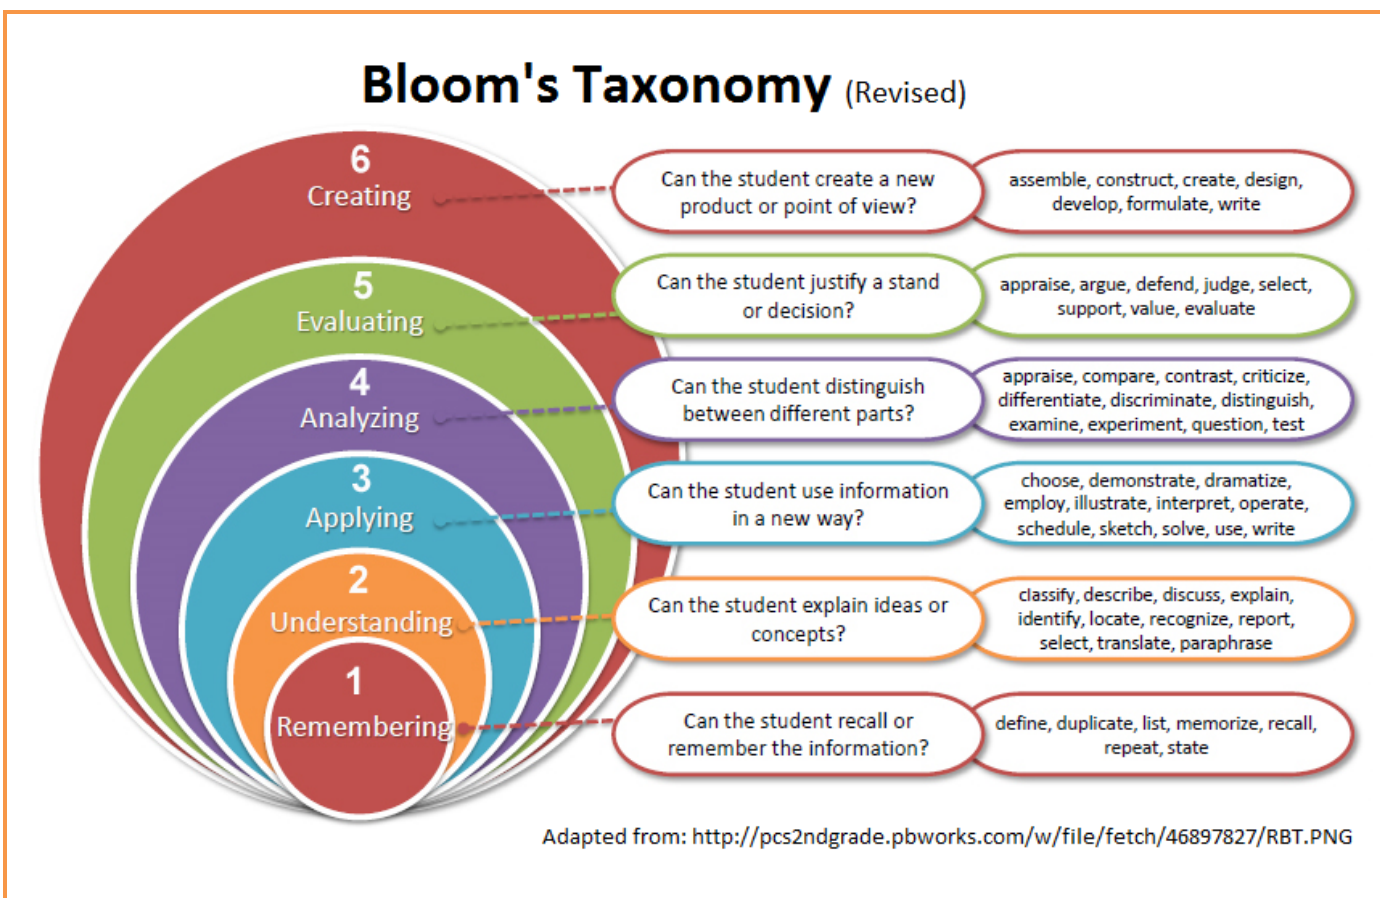 Bloom's Taxonomy (Revised)
6
Creating
Can the student create a new
product or point of view?
assemble, construct, create, design,
develop, formulate, write
5
Evaluating
Can the student justify a stand
or decision?
appraise, argue, defend, judge, select,
support, value, evaluate
4
Analyzing
Can the student distinguish
between different parts?
appraise, compare, contrast, criticize,
differentiate, discriminate, distinguish,
examine, experiment, question, test
3
Applying
Can the student use information
in a new way?
choose, demonstrate, dramatize,
employ, illustrate, interpret, operate,
schedule, sketch, solve, use, write
2
Understanding
Can the student explain ideas or
concepts?
classify, describe, discuss, explain,
identify, locate, recognize, report,
select, translate, paraphrase
1
Remembering
Can the student recall or
remember the information?
define, duplicate, list, memorize, recall,
repeat, state
Adapted from: http://pcs2ndgrade.pbworks.com/w/file/fetch/46897827/RBT.PNG